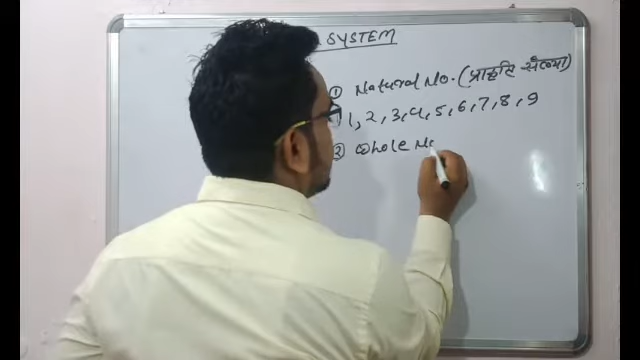 SYSTEM
① Natural No. (प्राकृति संख्या)
1, 2, 3, 4, 5, 6, 7, 8, 9
② Whole No